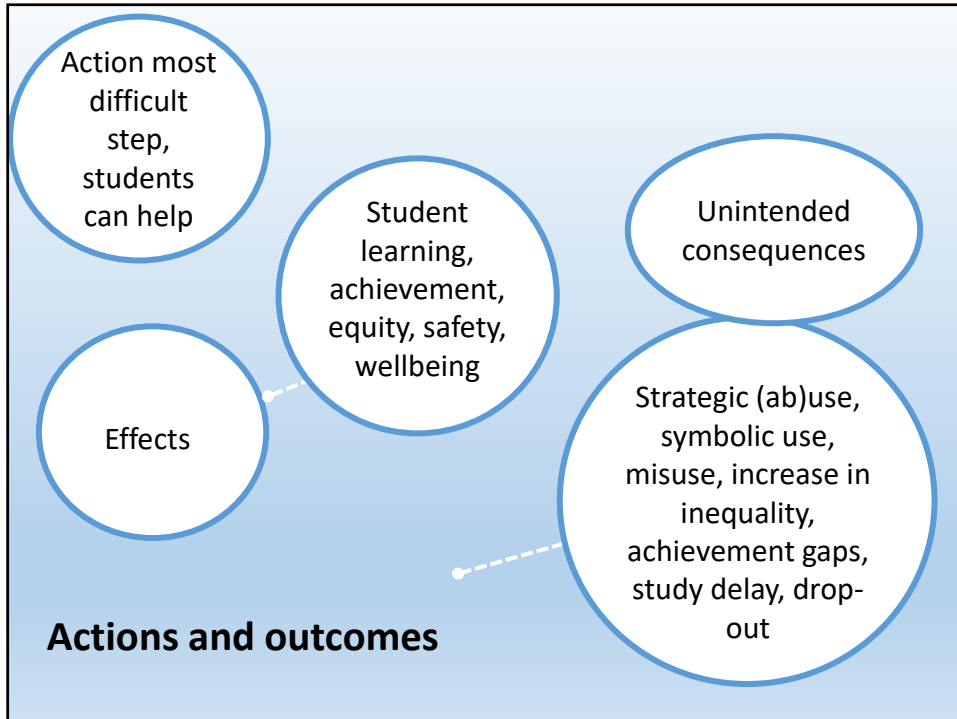 Action most
difficult
step,
students
can help
Student
learning,
achievement,
equity, safety,
wellbeing
Unintended
consequences
Effects
Strategic (ab)use,
symbolic use,
misuse, increase in
inequality,
achievement gaps,
study delay, drop-
out
Actions and outcomes